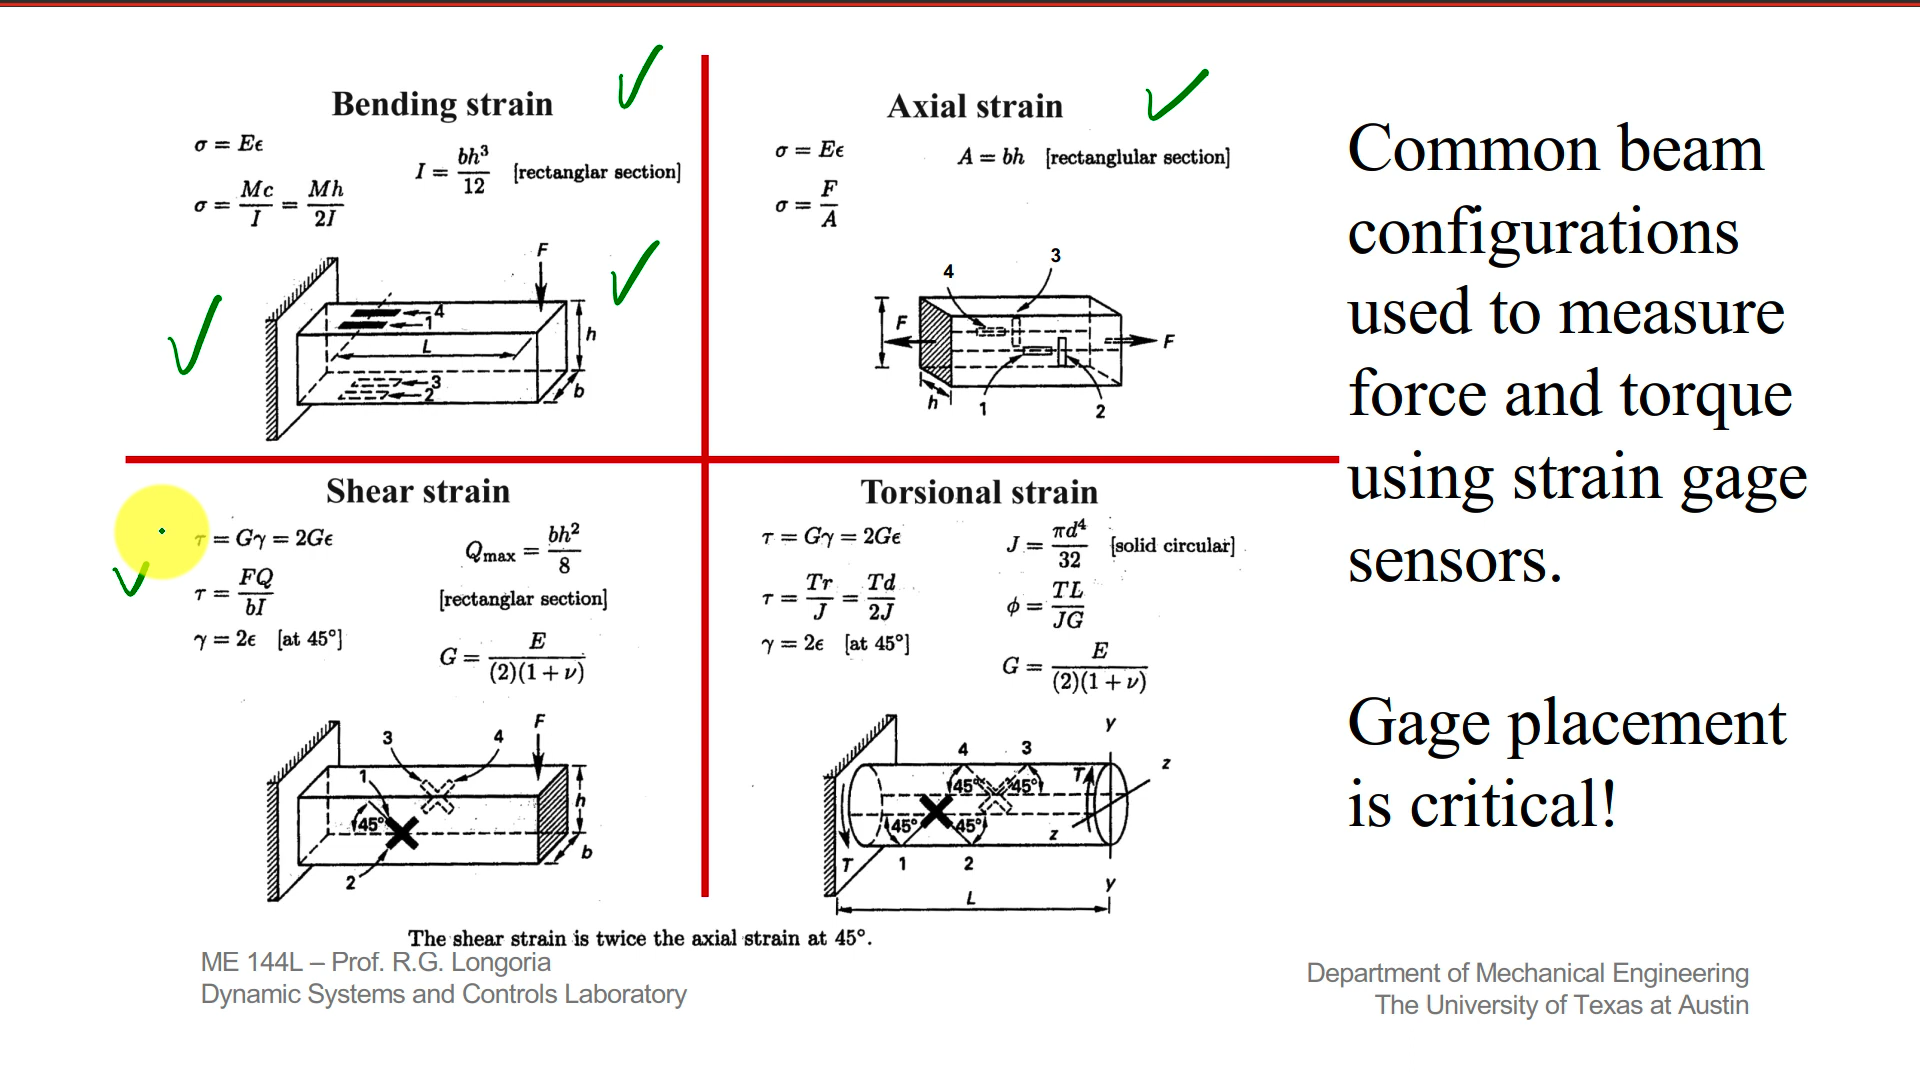 Bending strain
σ = Eϵ
I = bh³/12 [rectanglar section]
σ = Mc/I = Mh/2I
F
4
1
L
h
3
2
b
Axial strain
σ = Eϵ
A = bh [rectanglular section]
σ = F/A
3
4
F
F
h
1
2
Shear strain
τ = Gγ = 2Gϵ
Qmax = bh²/8
τ = FQ/bI
[rectanglar section]
γ = 2ϵ [at 45°]
G = E/(2)(1 + ν)
F
3
4
1
h
45°
b
2
Torsional strain
τ = Gγ = 2Gϵ
J = πd⁴/32 [solid circular]
τ = Tr/J = Td/2J
ϕ = TL/JG
γ = 2ϵ [at 45°]
G = E/(2)(1 + ν)
y
4
3
z
T
45°
45°
45°
45°
z
T
1
2
y
L
The shear strain is twice the axial strain at 45°.
Common beam
configurations
used to measure
force and torque
using strain gage
sensors.
Gage placement
is critical!
ME 144L – Prof. R.G. Longoria
Dynamic Systems and Controls Laboratory
Department of Mechanical Engineering
The University of Texas at Austin